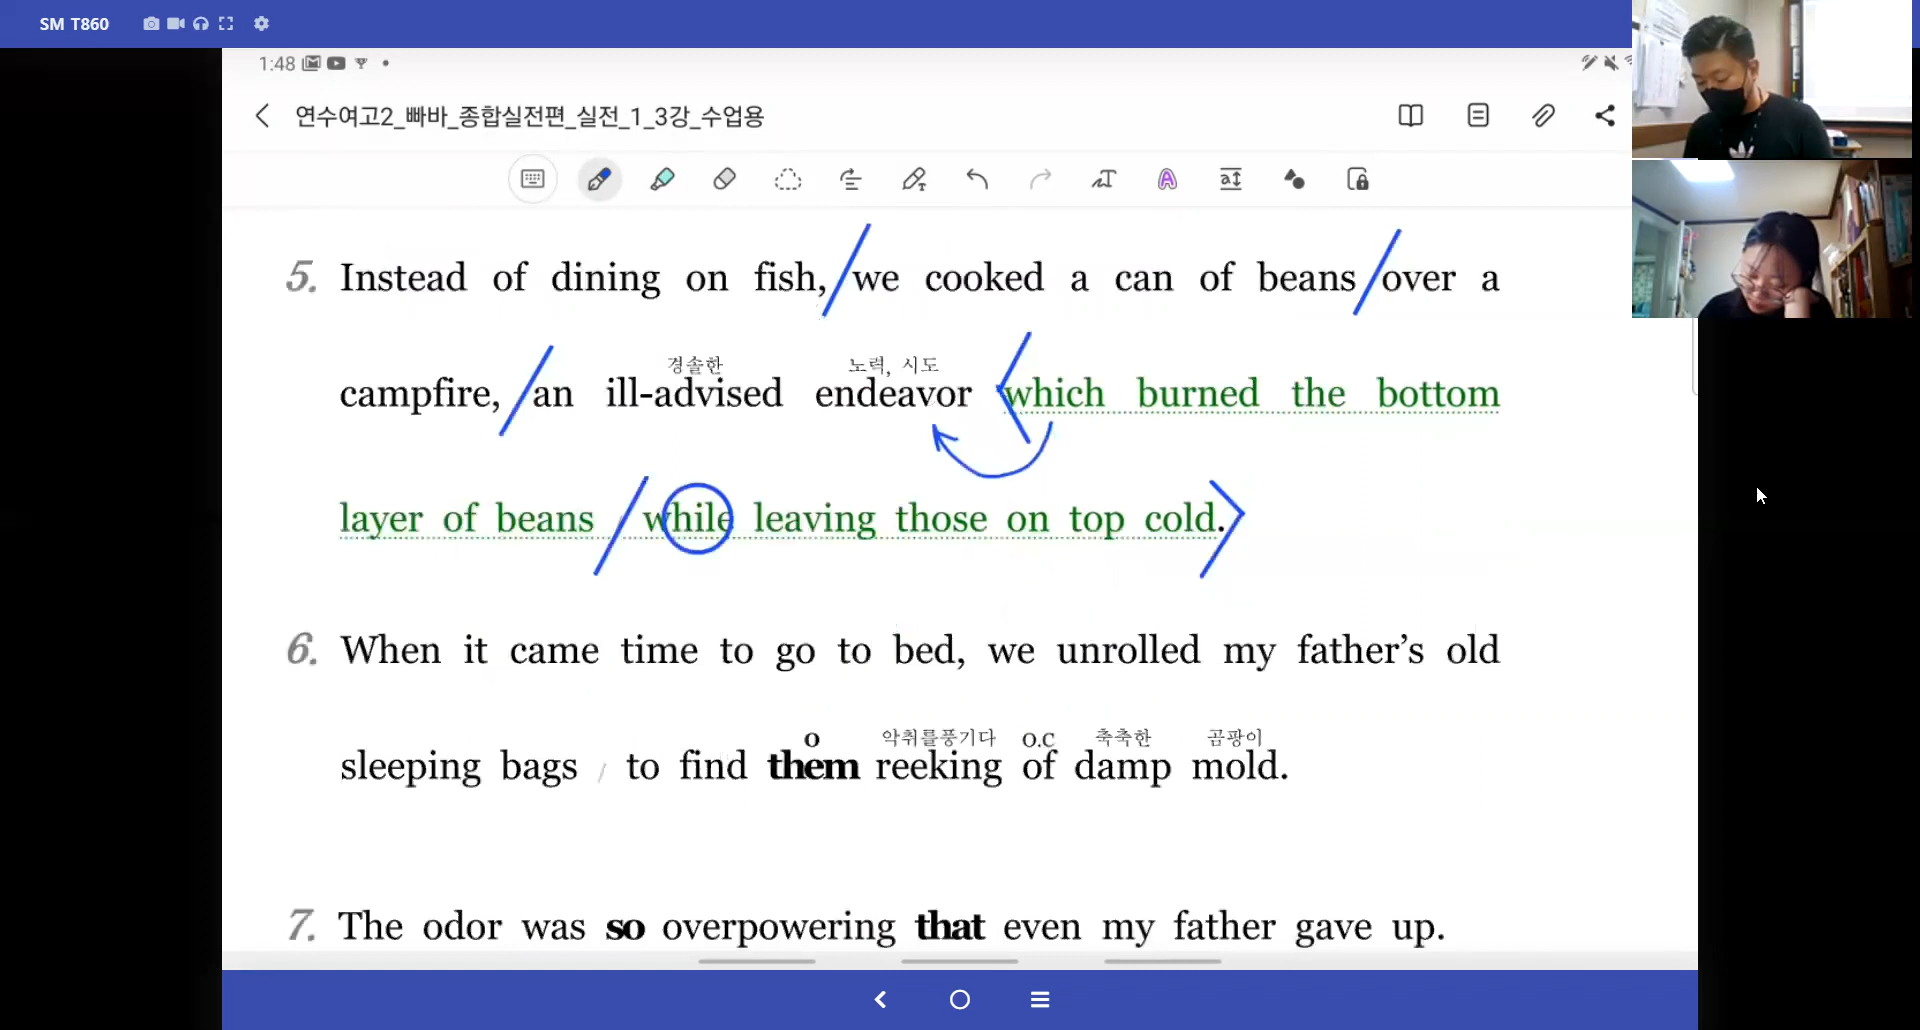 SM T860
1:48
연수여고2_빠바_종합실전편_실전_1_3강_수업용
5. Instead of dining on fish, we cooked a can of beans over a
경솔한 노력, 시도
campfire, an ill-advised endeavor which burned the bottom
layer of beans / while leaving those on top cold.
6. When it came time to go to bed, we unrolled my father's old
O 악취를풍기다 O.C 축축한 곰팡이
sleeping bags / to find them reeking of damp mold.
7. The odor was so overpowering that even my father gave up.